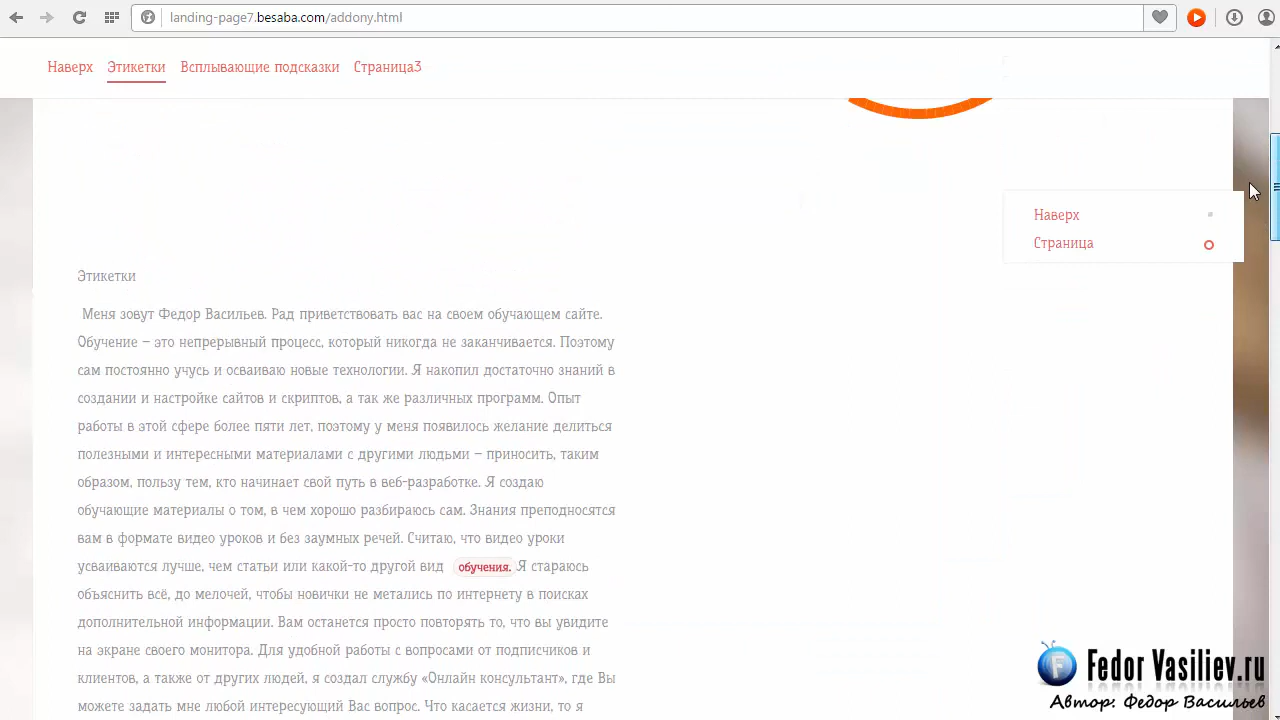 landing-page7.besaba.com/addony.html
Наверх Этикетки Всплывающие подсказки Страница3
Наверх
Страница
Этикетки
Меня зовут Федор Васильев. Рад приветствовать вас на своем обучающем сайте.
Обучение – это непрерывный процесс, который никогда не заканчивается. Поэтому
сам постоянно учусь и осваиваю новые технологии. Я накопил достаточно знаний в
создании и настройке сайтов и скриптов, а так же различных программ. Опыт
работы в этой сфере более пяти лет, поэтому у меня появилось желание делиться
полезными и интересными материалами с другими людьми – приносить, таким
образом, пользу тем, кто начинает свой путь в веб-разработке. Я создаю
обучающие материалы о том, в чем хорошо разбираюсь сам. Знания преподносятся
вам в формате видео уроков и без заумных речей. Считаю, что видео уроки
усваиваются лучше, чем статьи или какой-то другой вид обучения. Я стараюсь
объяснить всё, до мелочей, чтобы новички не метались по интернету в поисках
дополнительной информации. Вам останется просто повторять то, что вы увидите
на экране своего монитора. Для удобной работы с вопросами от подписчиков и
клиентов, а также от других людей, я создал службу «Онлайн консультант», где Вы
можете задать мне любой интересующий Вас вопрос. Что касается жизни, то я
F Fedor Vasiliev.ru
Автор: Федор Васильев